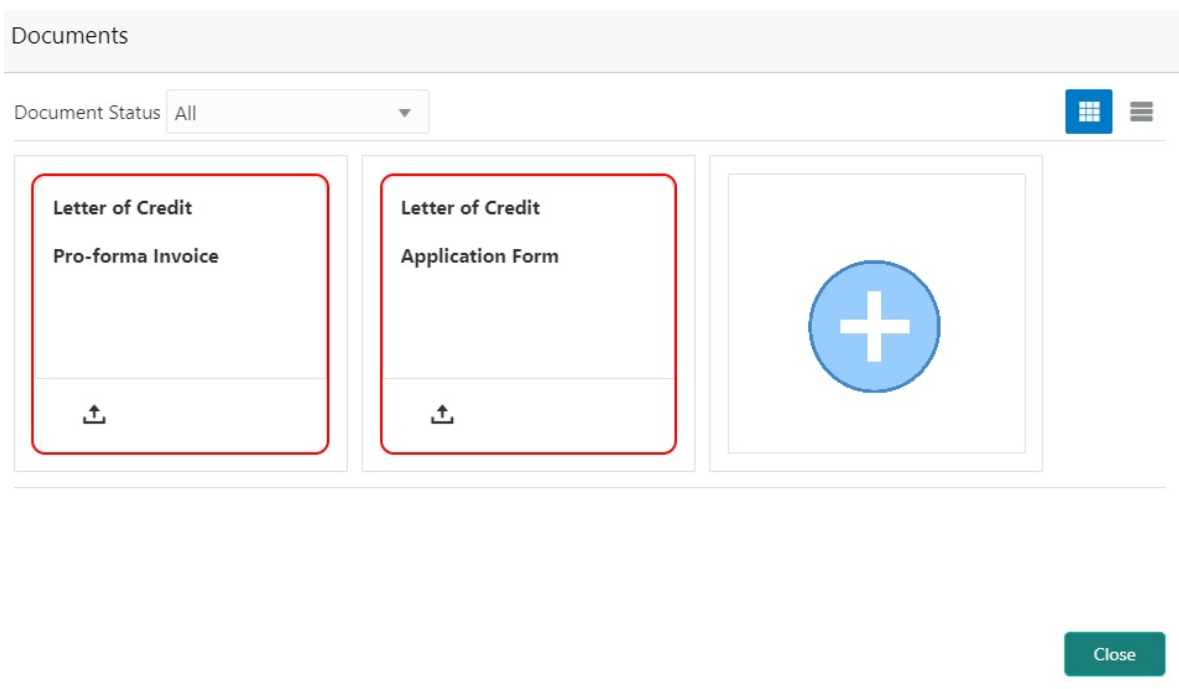 Documents
Document Status All
Letter of Credit
Pro-forma Invoice
Letter of Credit
Application Form
Close